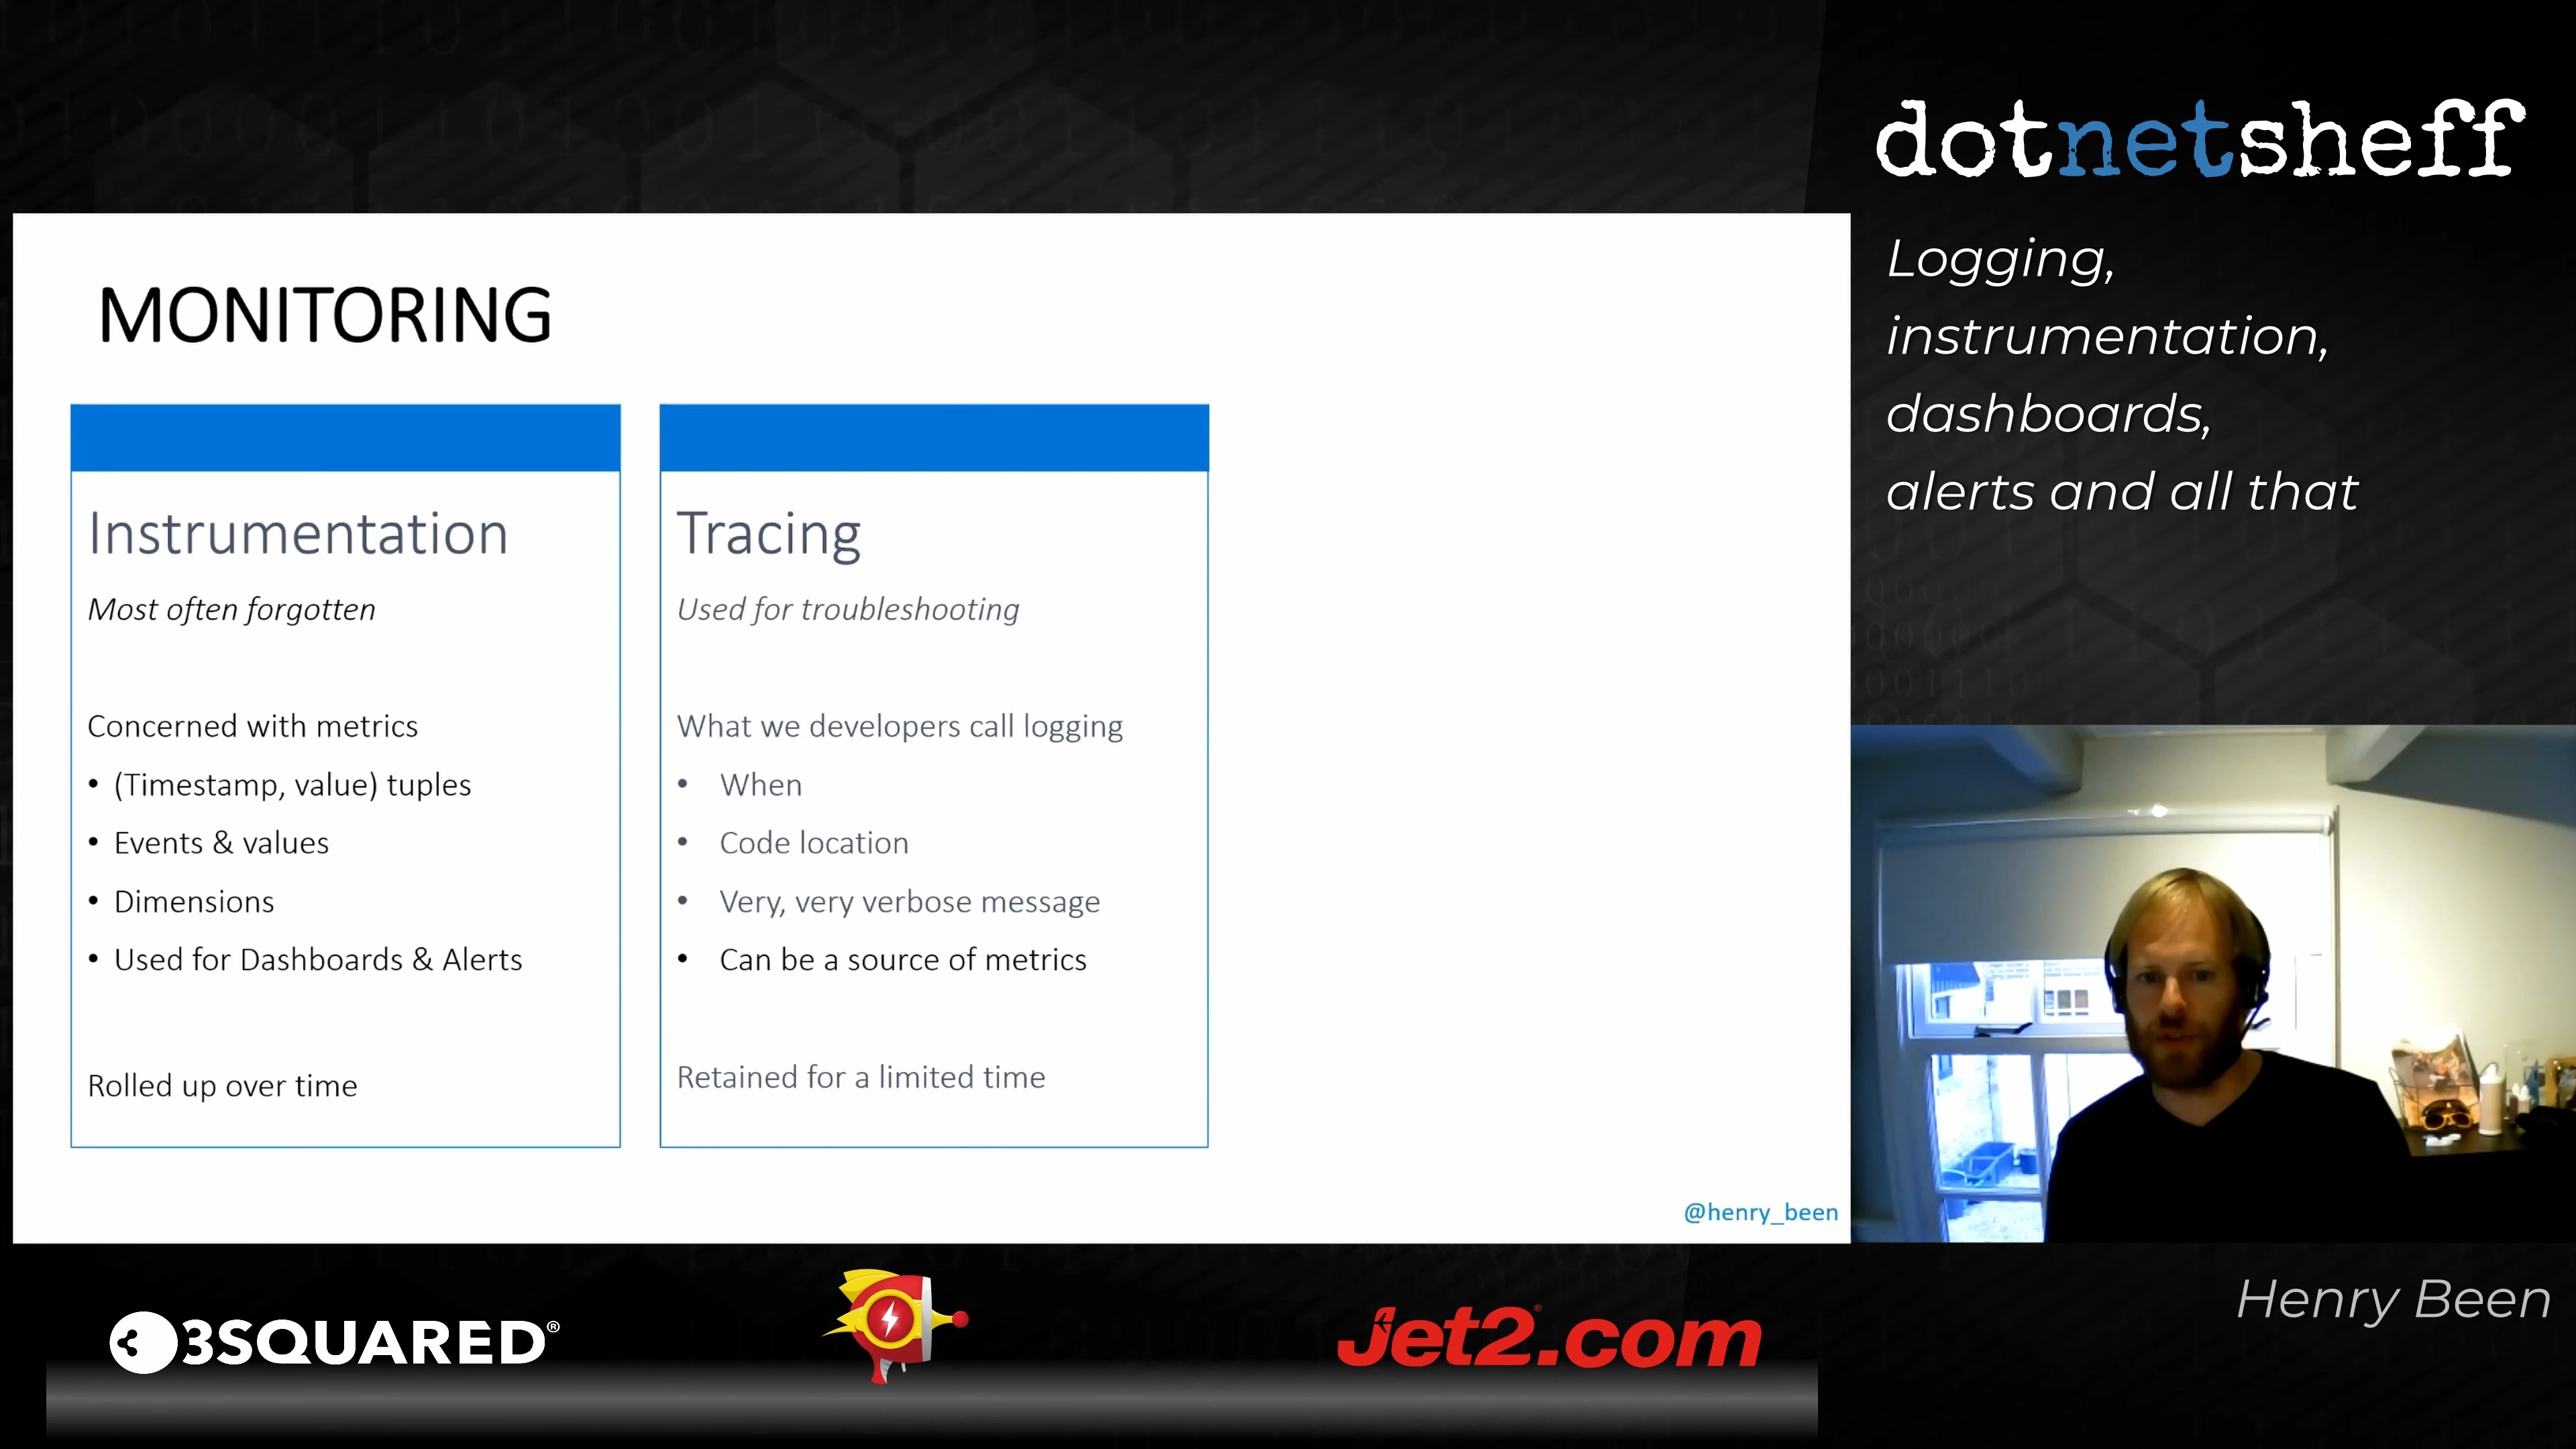 dotnetsheff
Logging,
instrumentation,
dashboards,
alerts and all that
MONITORING
Instrumentation
Most often forgotten
Concerned with metrics
• (Timestamp, value) tuples
• Events & values
• Dimensions
• Used for Dashboards & Alerts
Rolled up over time
Tracing
Used for troubleshooting
What we developers call logging
• When
• Code location
• Very, very verbose message
• Can be a source of metrics
Retained for a limited time
@henry_been
Henry Been
3SQUARED®
Jet2.com®